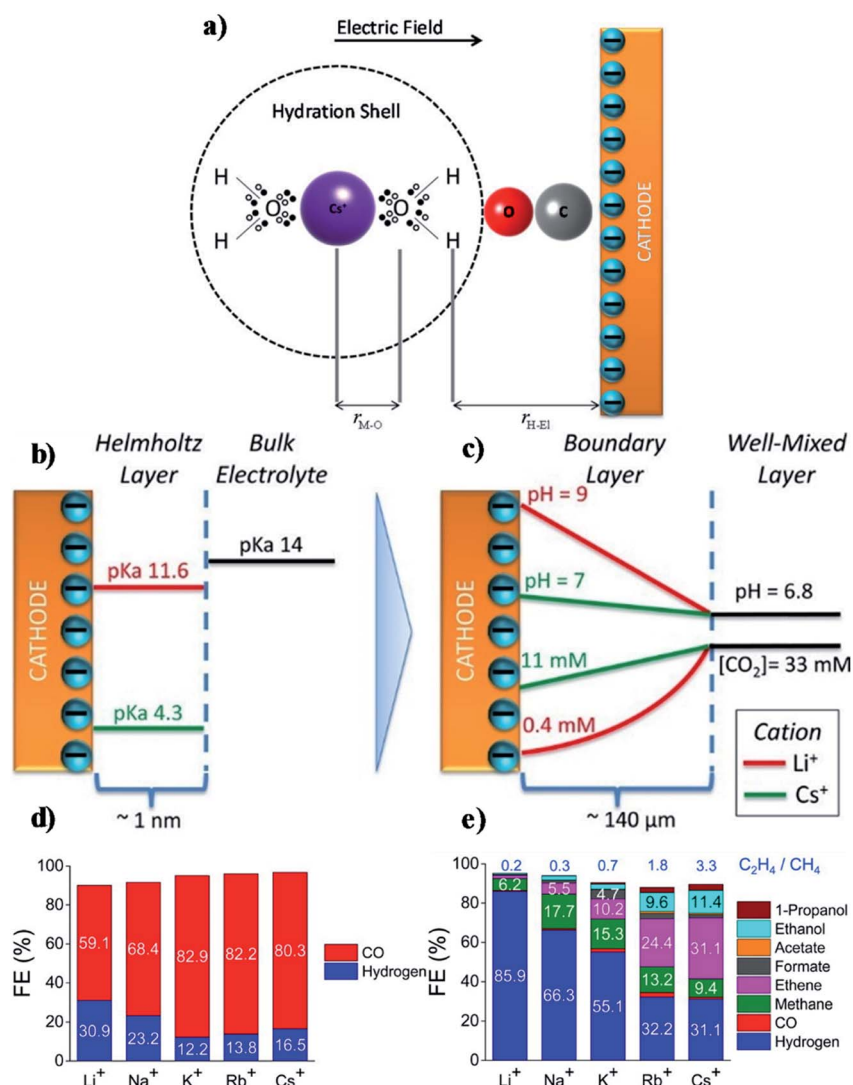 a)
Electric Field
Hydration Shell
H H
O Cs⁺ O O C
H H
CATHODE
r_M-O
r_H-El
b)
Helmholtz Layer
Bulk Electrolyte
CATHODE
pKa 14
pKa 11.6
pKa 4.3
~ 1 nm
c)
Boundary Layer
Well-Mixed Layer
CATHODE
pH = 9
pH = 7
pH = 6.8
11 mM
[CO₂]= 33 mM
0.4 mM
Cation
Li⁺
Cs⁺
~ 140 μm
d)
FE (%)
100
80
60
40
20
0
59.1 68.4 82.9 82.2 80.3
30.9 23.2 12.2 13.8 16.5
Li⁺ Na⁺ K⁺ Rb⁺ Cs⁺
CO
Hydrogen
e)
0.2 0.3 0.7 1.8 3.3 C₂H₄ / CH₄
FE (%)
100
80
60
40
20
0
6.2 5.5 4.7 9.6 11.4
17.7 10.2 24.4 31.1
15.3 13.2 9.4
85.9 66.3 55.1 32.2 31.1
Li⁺ Na⁺ K⁺ Rb⁺ Cs⁺
1-Propanol
Ethanol
Acetate
Formate
Ethene
Methane
CO
Hydrogen